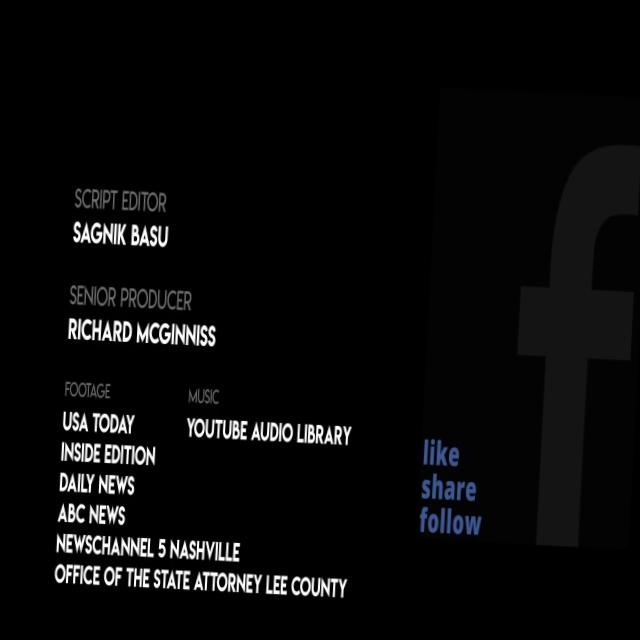 SCRIPT EDITOR
SAGNIK BASU
SENIOR PRODUCER
RICHARD MCGINNISS
FOOTAGE
USA TODAY
INSIDE EDITION
DAILY NEWS
ABC NEWS
NEWSCHANNEL 5 NASHVILLE
OFFICE OF THE STATE ATTORNEY LEE COUNTY
MUSIC
YOUTUBE AUDIO LIBRARY
f
like
share
follow